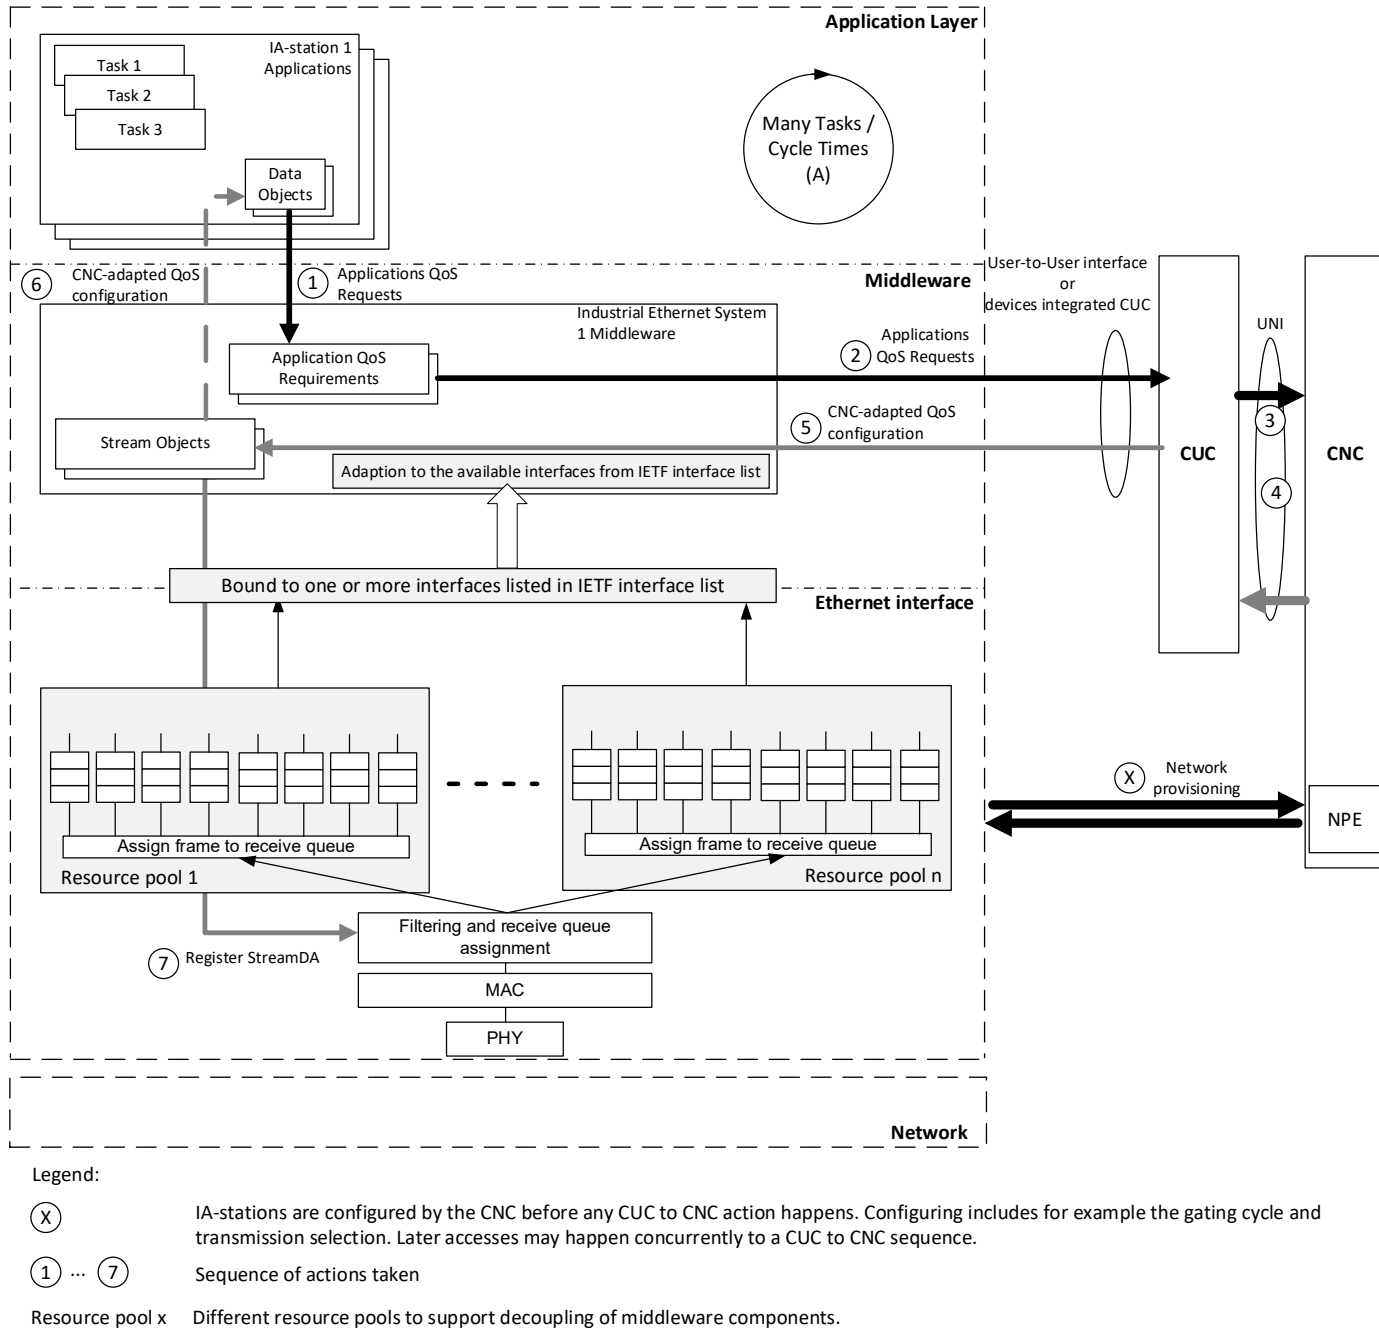 Application Layer
IA-station 1
Applications
Task 1
Task 2
Task 3
Data
Objects
Many Tasks /
Cycle Times
(A)
6
CNC-adapted QoS
configuration
1
Applications QoS
Requests
Middleware
User-to-User interface
or
devices integrated CUC
Industrial Ethernet System
1 Middleware
UNI
Application QoS
Requirements
2
Applications
QoS Requests
3
Stream Objects
5
CNC-adapted QoS
configuration
CUC
CNC
Adaption to the available interfaces from IETF interface list
4
Bound to one or more interfaces listed in IETF interface list
Ethernet interface
X
Network
provisioning
NPE
Assign frame to receive queue
Assign frame to receive queue
Resource pool 1
Resource pool n
Filtering and receive queue
assignment
7
Register StreamDA
MAC
PHY
Network
Legend:
X
IA-stations are configured by the CNC before any CUC to CNC action happens. Configuring includes for example the gating cycle and
transmission selection. Later accesses may happen concurrently to a CUC to CNC sequence.
1 ... 7 Sequence of actions taken
Resource pool x Different resource pools to support decoupling of middleware components.